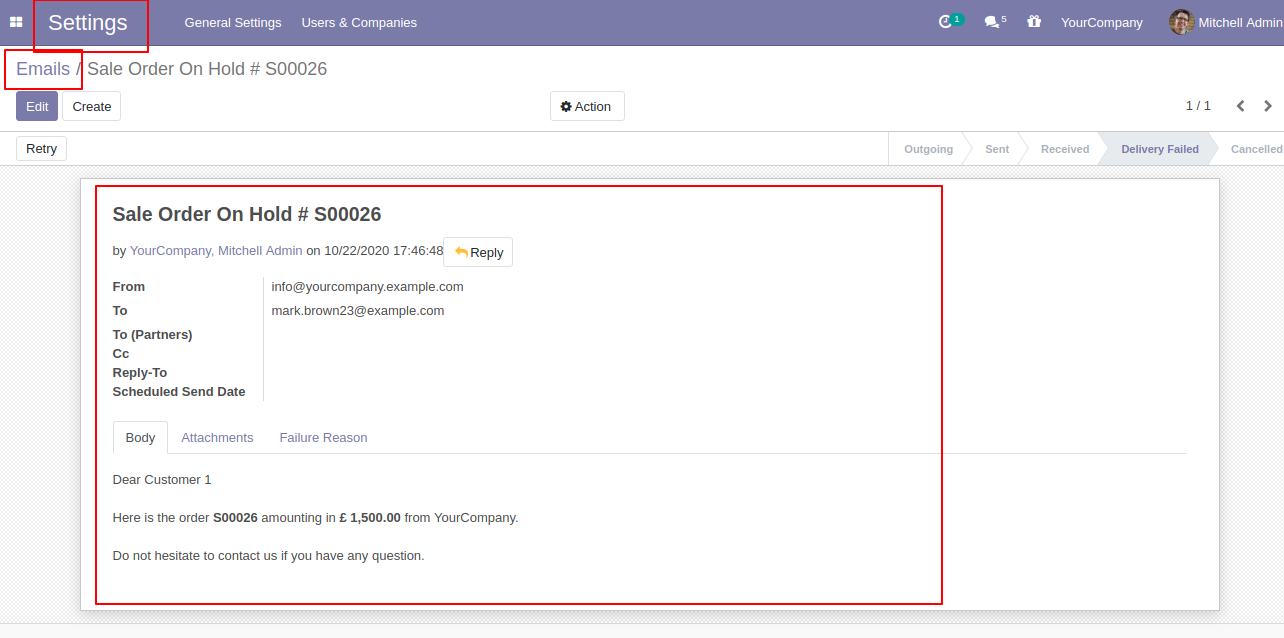 Settings General Settings Users & Companies 1 5 YourCompany Mitchell Admin
Emails / Sale Order On Hold # S00026
Edit Create Action 1 / 1
Retry Outgoing Sent Received Delivery Failed Cancelled
Sale Order On Hold # S00026
by YourCompany, Mitchell Admin on 10/22/2020 17:46:48 Reply
From info@yourcompany.example.com
To mark.brown23@example.com
To (Partners)
Cc
Reply-To
Scheduled Send Date
Body Attachments Failure Reason
Dear Customer 1
Here is the order S00026 amounting in £ 1,500.00 from YourCompany.
Do not hesitate to contact us if you have any question.